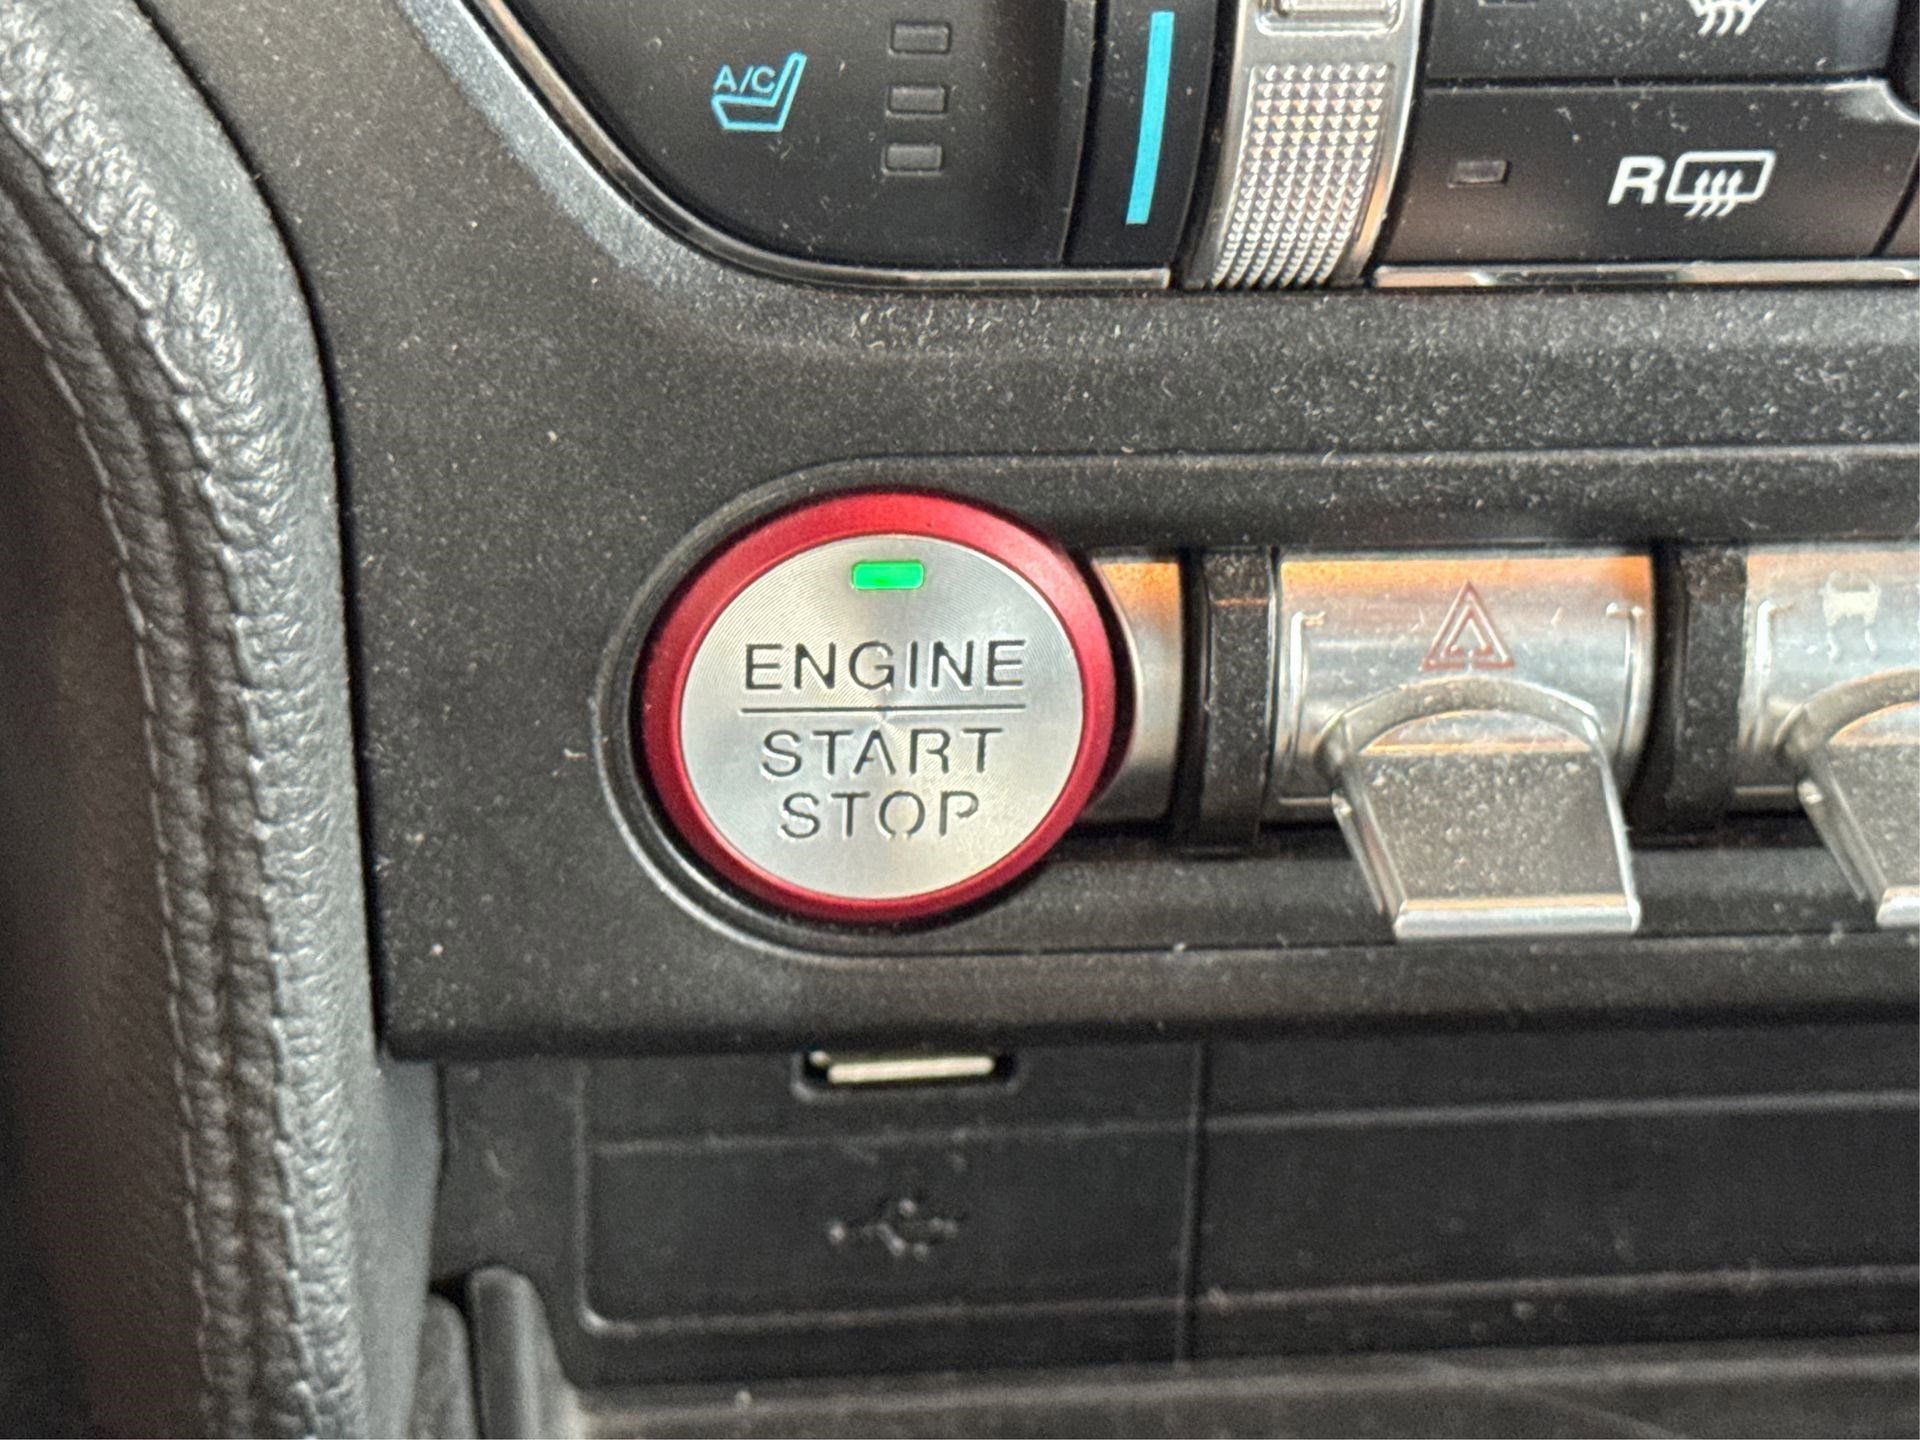 A/C
R
ENGINE
START
STOP